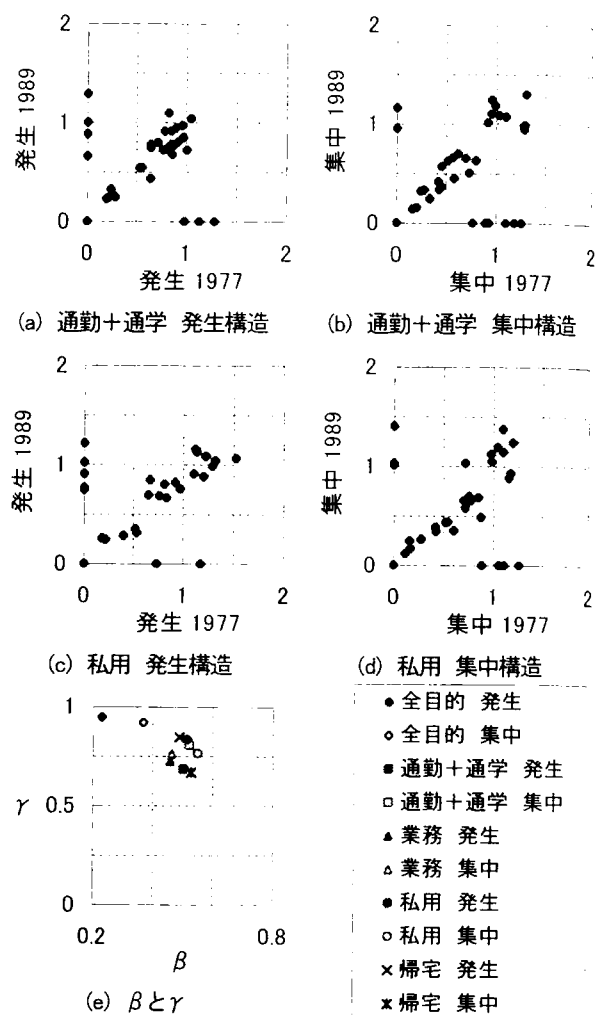 2
発生 1989
1
0
0
1
2
発生 1977
(a) 通勤+通学 発生構造
2
集中 1989
1
0
0
1
2
集中 1977
(b) 通勤+通学 集中構造
2
発生 1989
1
0
0
1
2
発生 1977
(c) 私用 発生構造
2
集中 1989
1
0
0
1
2
集中 1977
(d) 私用 集中構造
1
γ 0.5
0
0.2
0.8
β
(e) βとγ
全目的 発生
全目的 集中
通勤+通学 発生
通勤+通学 集中
業務 発生
業務 集中
私用 発生
私用 集中
帰宅 発生
帰宅 集中